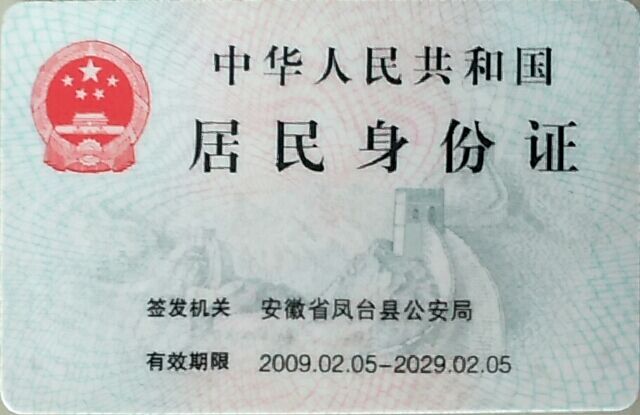 中华人民共和国
居民身份证
签发机关 安徽省凤台县公安局
有效期限 2009.02.05-2029.02.05